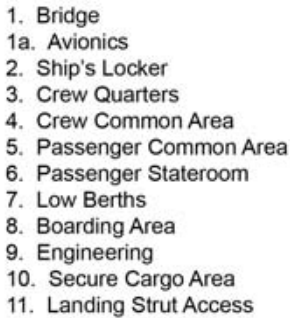 1. Bridge
1a. Avionics
2. Ship's Locker
3. Crew Quarters
4. Crew Common Area
5. Passenger Common Area
6. Passenger Stateroom
7. Low Berths
8. Boarding Area
9. Engineering
10. Secure Cargo Area
11. Landing Strut Access